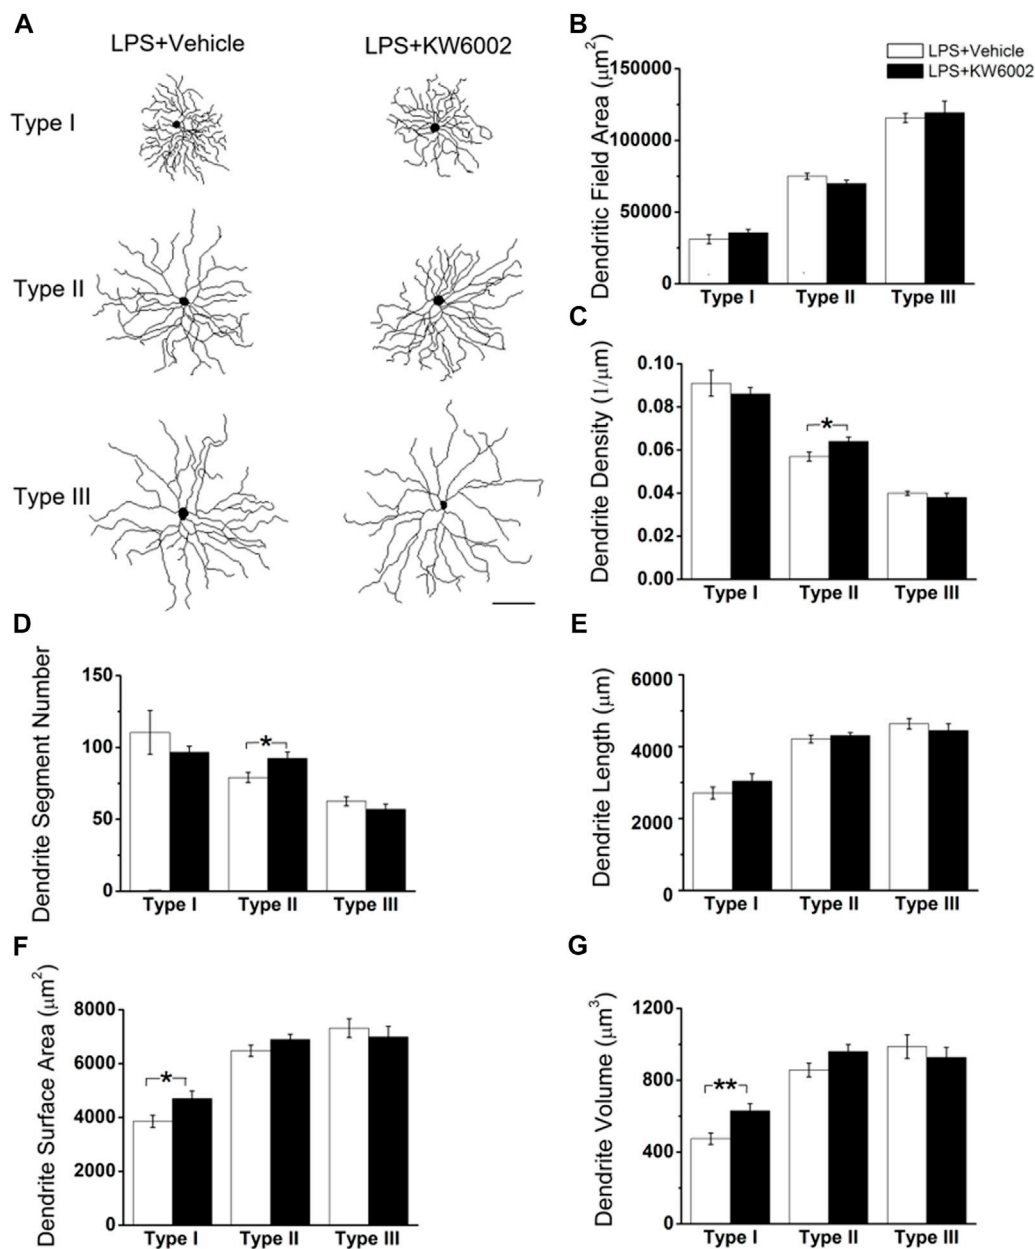 A
LPS+Vehicle
LPS+KW6002
Type I
Type II
Type III
B
LPS+Vehicle
LPS+KW6002
Dendritic Field Area (μm²)
150000
100000
50000
0
Type I Type II Type III
C
Dendrite Density (1/μm)
0.10
0.08
0.06
0.04
0.02
0.00
*
Type I Type II Type III
D
Dendrite Segment Number
150
100
50
0
*
Type I Type II Type III
E
Dendrite Length (μm)
6000
4000
2000
0
Type I Type II Type III
F
Dendrite Surface Area (μm²)
8000
6000
4000
2000
0
*
Type I Type II Type III
G
Dendrite Volume (μm³)
1200
800
400
0
**
Type I Type II Type III